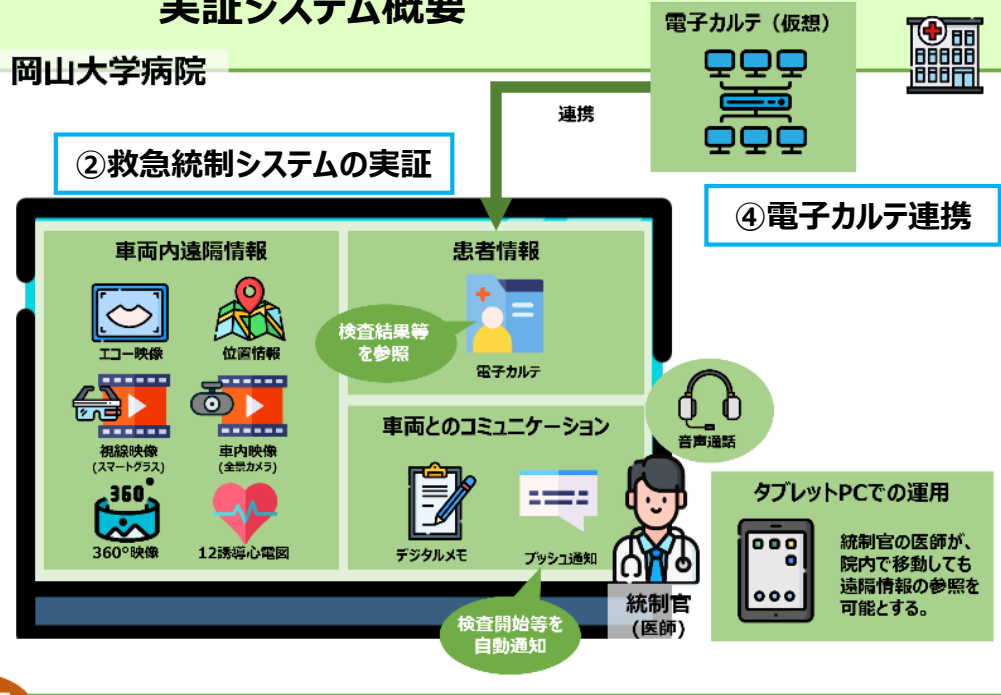 実証システム概要
電子カルテ（仮想）
岡山大学病院
連携
②救急統制システムの実証
④電子カルテ連携
車両内遠隔情報
エコー映像
位置情報
視線映像
(スマートグラス)
車内映像
(全景カメラ)
360°
360°映像
12誘導心電図
患者情報
検査結果等
を参照
電子カルテ
車両とのコミュニケーション
デジタルメモ
プッシュ通知
検査開始等を
自動通知
音声通話
統制官
(医師)
タブレットPCでの運用
統制官の医師が、
院内で移動しても
遠隔情報の参照を
可能とする。